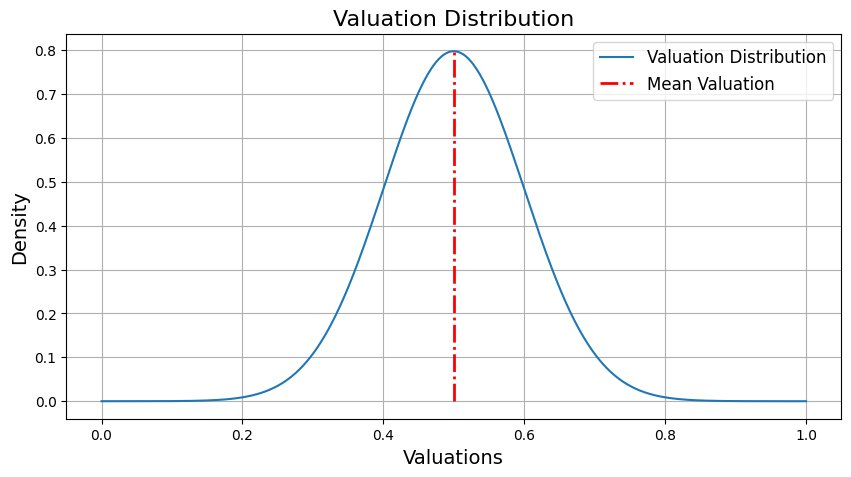 Valuation Distribution
Valuation Distribution
Mean Valuation
Density
0.8
0.7
0.6
0.5
0.4
0.3
0.2
0.1
0.0
0.0 0.2 0.4 0.6 0.8 1.0
Valuations